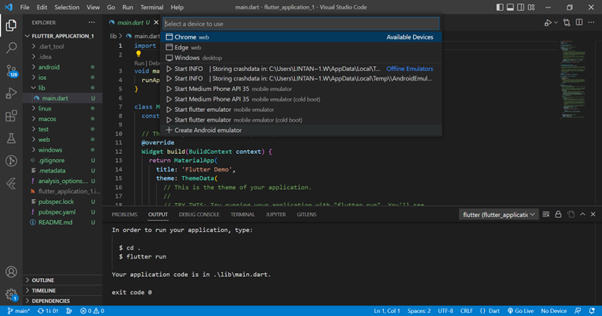 File Edit Selection View Go Run Terminal Help
main.dart - flutter_application_1 - Visual Studio Code
EXPLORER
FLUTTER_APPLICATION_1
.dart_tool
.idea
android
ios
lib
main.dart U
linux
macos
test
web
windows
.gitignore U
.metadata U
analysis_options.... U
flutter_application_1.i...
pubspec.lock U
pubspec.yaml U
README.md U
OUTLINE
TIMELINE
DEPENDENCIES
main.dart U
lib > main.dart
Select a device to use
Chrome web Available Devices
Edge web
Windows desktop
Start INFO | Storing crashdata in: C:\Users\LINTAN~1.W\AppData\Local\T... Offline Emulators
Start INFO | Storing crashdata in: C:\Users\LINTAN~1.W\AppData\Local\Temp\AndroidEmul...
Start Medium Phone API 35 mobile emulator
Start Medium Phone API 35 mobile emulator (cold boot)
Start flutter emulator mobile emulator
Start flutter emulator mobile emulator (cold boot)
Create Android emulator
1 import
2
Run | Debug
3 void ma
4 runAp
5 }
6
7 class M
8 const
9
10 // Th
11 @override
12 Widget build(BuildContext context) {
13 return MaterialApp(
14 title: 'Flutter Demo',
15 theme: ThemeData(
16 // This is the theme of your application.
17 //
18 // TRY THIS: Try running your application with "flutter run". You'll see
PROBLEMS OUTPUT DEBUG CONSOLE TERMINAL JUPYTER GITLENS
flutter (flutter_applicatic
In order to run your application, type:
$ cd .
$ flutter run
Your application code is in .\lib\main.dart.
exit code 0
main* 0 0 Ln 1, Col 1 Spaces: 2 UTF-8 CRLF {} Dart Go Live No Device Prettier